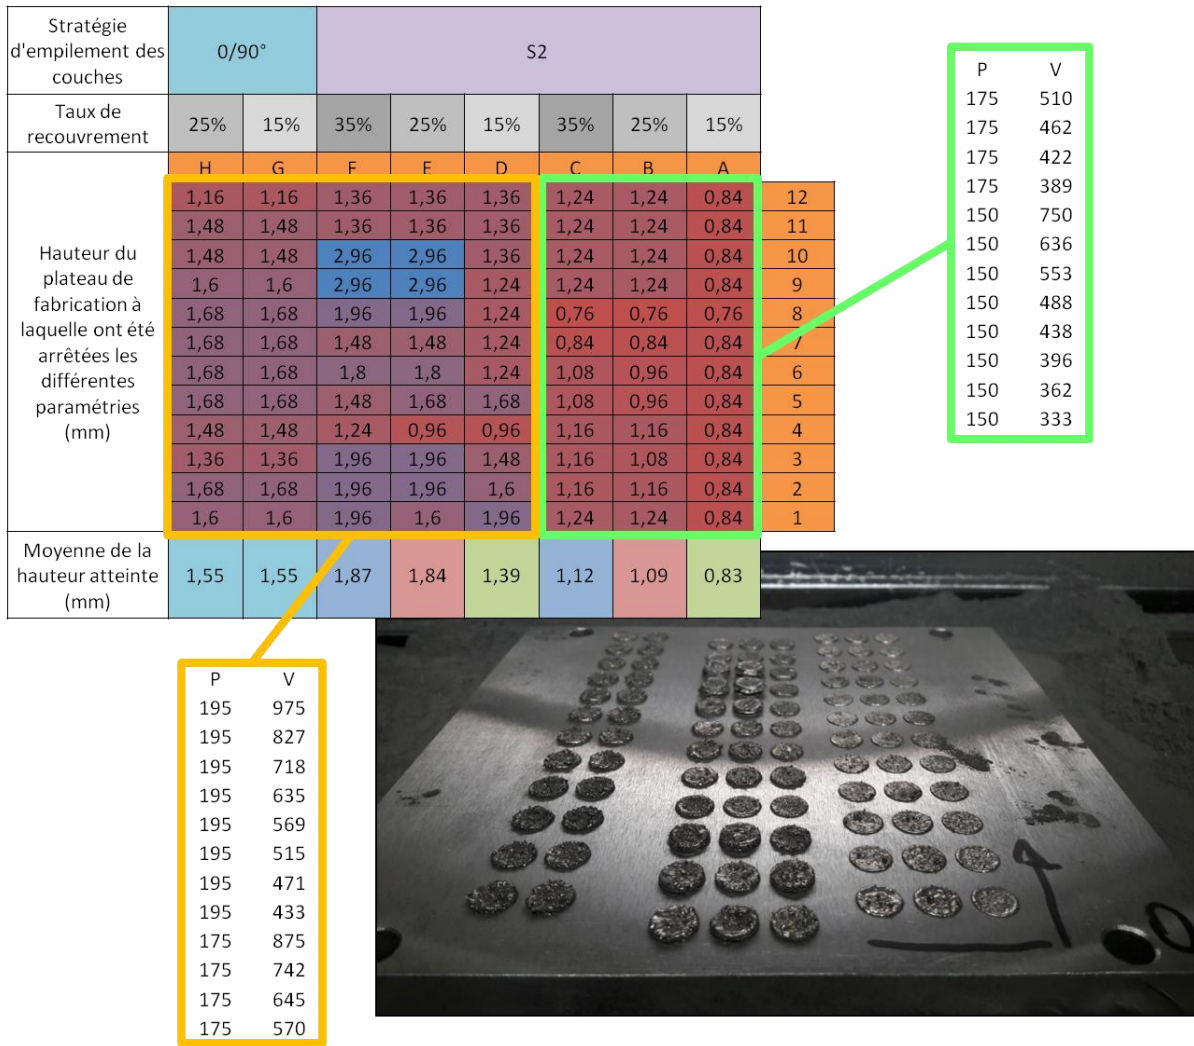 Stratégie
d'empilement des
couches
0/90°
S2
Taux de
recouvrement
25% 15% 35% 25% 15% 35% 25% 15%
H G F E D C B A
Hauteur du
plateau de
fabrication à
laquelle ont été
arrêtées les
différentes
paramétries
(mm)
1,16 1,16 1,36 1,36 1,36 1,24 1,24 0,84 12
1,48 1,48 1,36 1,36 1,36 1,24 1,24 0,84 11
1,48 1,48 2,96 2,96 1,36 1,24 1,24 0,84 10
1,6 1,6 2,96 2,96 1,24 1,24 1,24 0,84 9
1,68 1,68 1,96 1,96 1,24 0,76 0,76 0,76 8
1,68 1,68 1,48 1,48 1,24 0,84 0,84 0,84 7
1,68 1,68 1,8 1,8 1,24 1,08 0,96 0,84 6
1,68 1,68 1,48 1,68 1,68 1,08 0,96 0,84 5
1,48 1,48 1,24 0,96 0,96 1,16 1,16 0,84 4
1,36 1,36 1,96 1,96 1,48 1,16 1,08 0,84 3
1,68 1,68 1,96 1,96 1,6 1,16 1,16 0,84 2
1,6 1,6 1,96 1,6 1,96 1,24 1,24 0,84 1
Moyenne de la
hauteur atteinte
(mm)
1,55 1,55 1,87 1,84 1,39 1,12 1,09 0,83
P V
175 510
175 462
175 422
175 389
150 750
150 636
150 553
150 488
150 438
150 396
150 362
150 333
P V
195 975
195 827
195 718
195 635
195 569
195 515
195 471
195 433
175 875
175 742
175 645
175 570